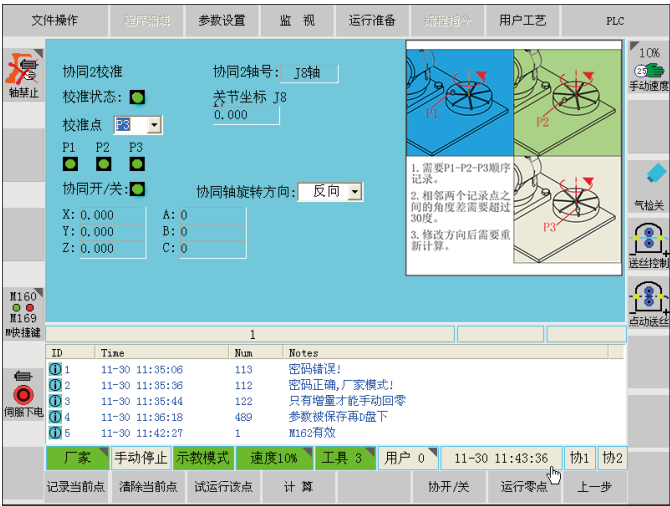 文件操作 程序编辑 参数设置 监 视 运行准备 编程指令 用户工艺 PLC
轴禁止
协同2校准 协同2轴号: J8轴
校准状态: 关节坐标 J8
0.000
校准点 P3
P1 P2 P3
协同开/关: 协同轴旋转方向: 反向
X: 0.000 A: 0
Y: 0.000 B: 0
Z: 0.000 C: 0
P1
P2
P3
1.需要P1-P2-P3顺序
记录。
2.相邻两个记录点之
间的角度差需要超过
30度。
3.修改方向后需要重
新计算。
10%
25
手动速度
气检关
送丝控制
点动送丝
M160
M169
M快捷键
伺服下电
1
ID Time Num Notes
1 11-30 11:35:06 113 密码错误!
2 11-30 11:35:36 112 密码正确,厂家模式!
3 11-30 11:35:44 122 只有增量才能手动回零
4 11-30 11:36:18 489 参数被保存再D盘下
5 11-30 11:42:27 1 M162有效
厂家 手动停止 示教模式 速度10% 工具 3 用户 0 11-30 11:43:36 协1 协2
记录当前点 清除当前点 试运行该点 计 算 协开/关 运行零点 上一步